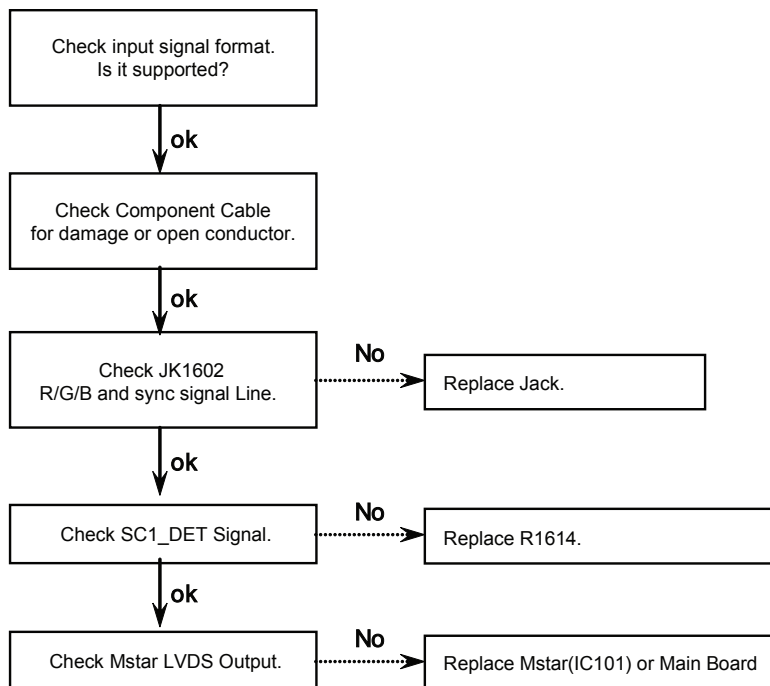 Check input signal format.
Is it supported?
ok
Check Component Cable
for damage or open conductor.
ok
Check JK1602
R/G/B and sync signal Line.
No
Replace Jack.
ok
Check SC1_DET Signal.
No
Replace R1614.
ok
Check Mstar LVDS Output.
No
Replace Mstar(IC101) or Main Board